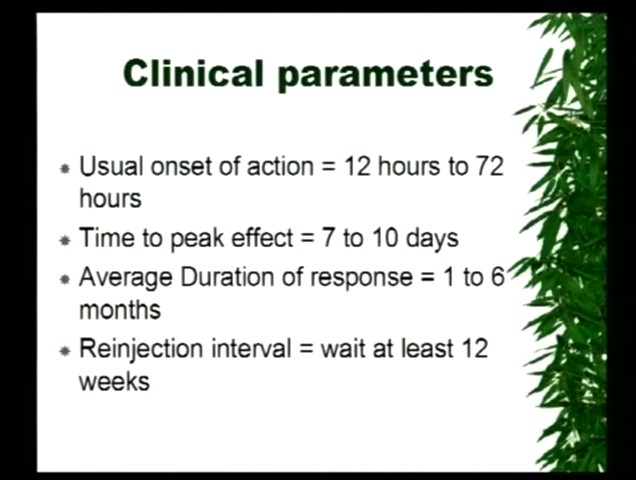 Clinical parameters
Usual onset of action = 12 hours to 72
hours
Time to peak effect = 7 to 10 days
Average Duration of response = 1 to 6
months
Reinjection interval = wait at least 12
weeks